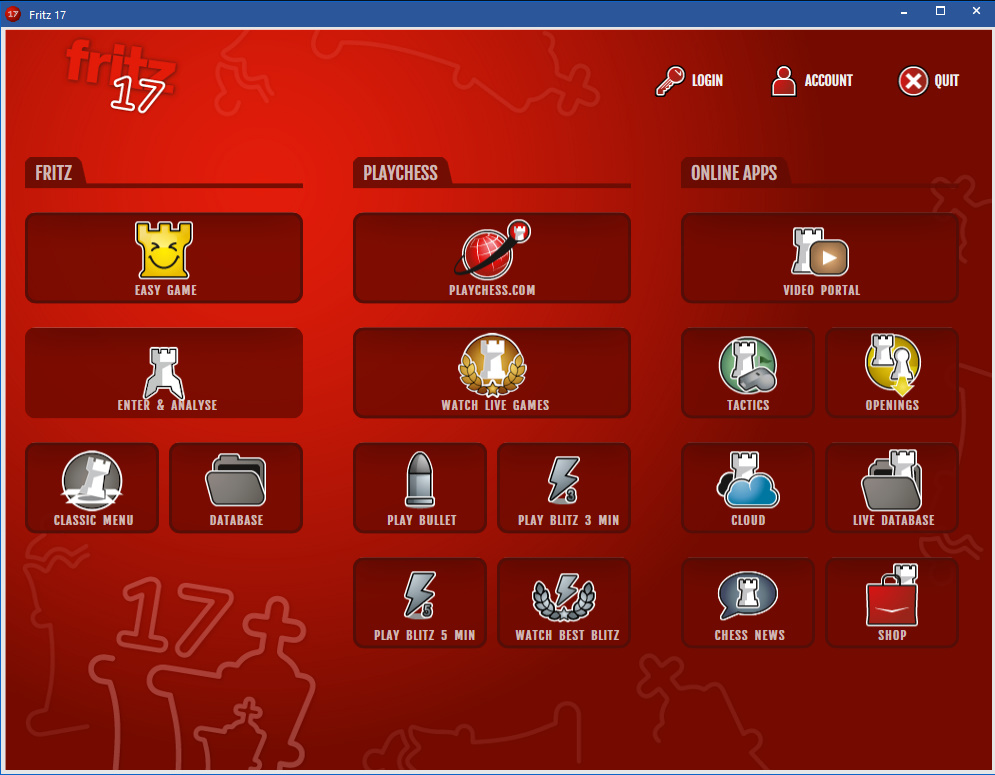 17 Fritz 17
fritz
17
LOGIN
ACCOUNT
QUIT
FRITZ
PLAYCHESS
ONLINE APPS
EASY GAME
PLAYCHESS.COM
VIDEO PORTAL
ENTER & ANALYSE
WATCH LIVE GAMES
TACTICS
OPENINGS
CLASSIC MENU
DATABASE
3
PLAY BULLET
PLAY BLITZ 3 MIN
CLOUD
LIVE DATABASE
5
PLAY BLITZ 5 MIN
WATCH BEST BLITZ
CHESS NEWS
SHOP
17